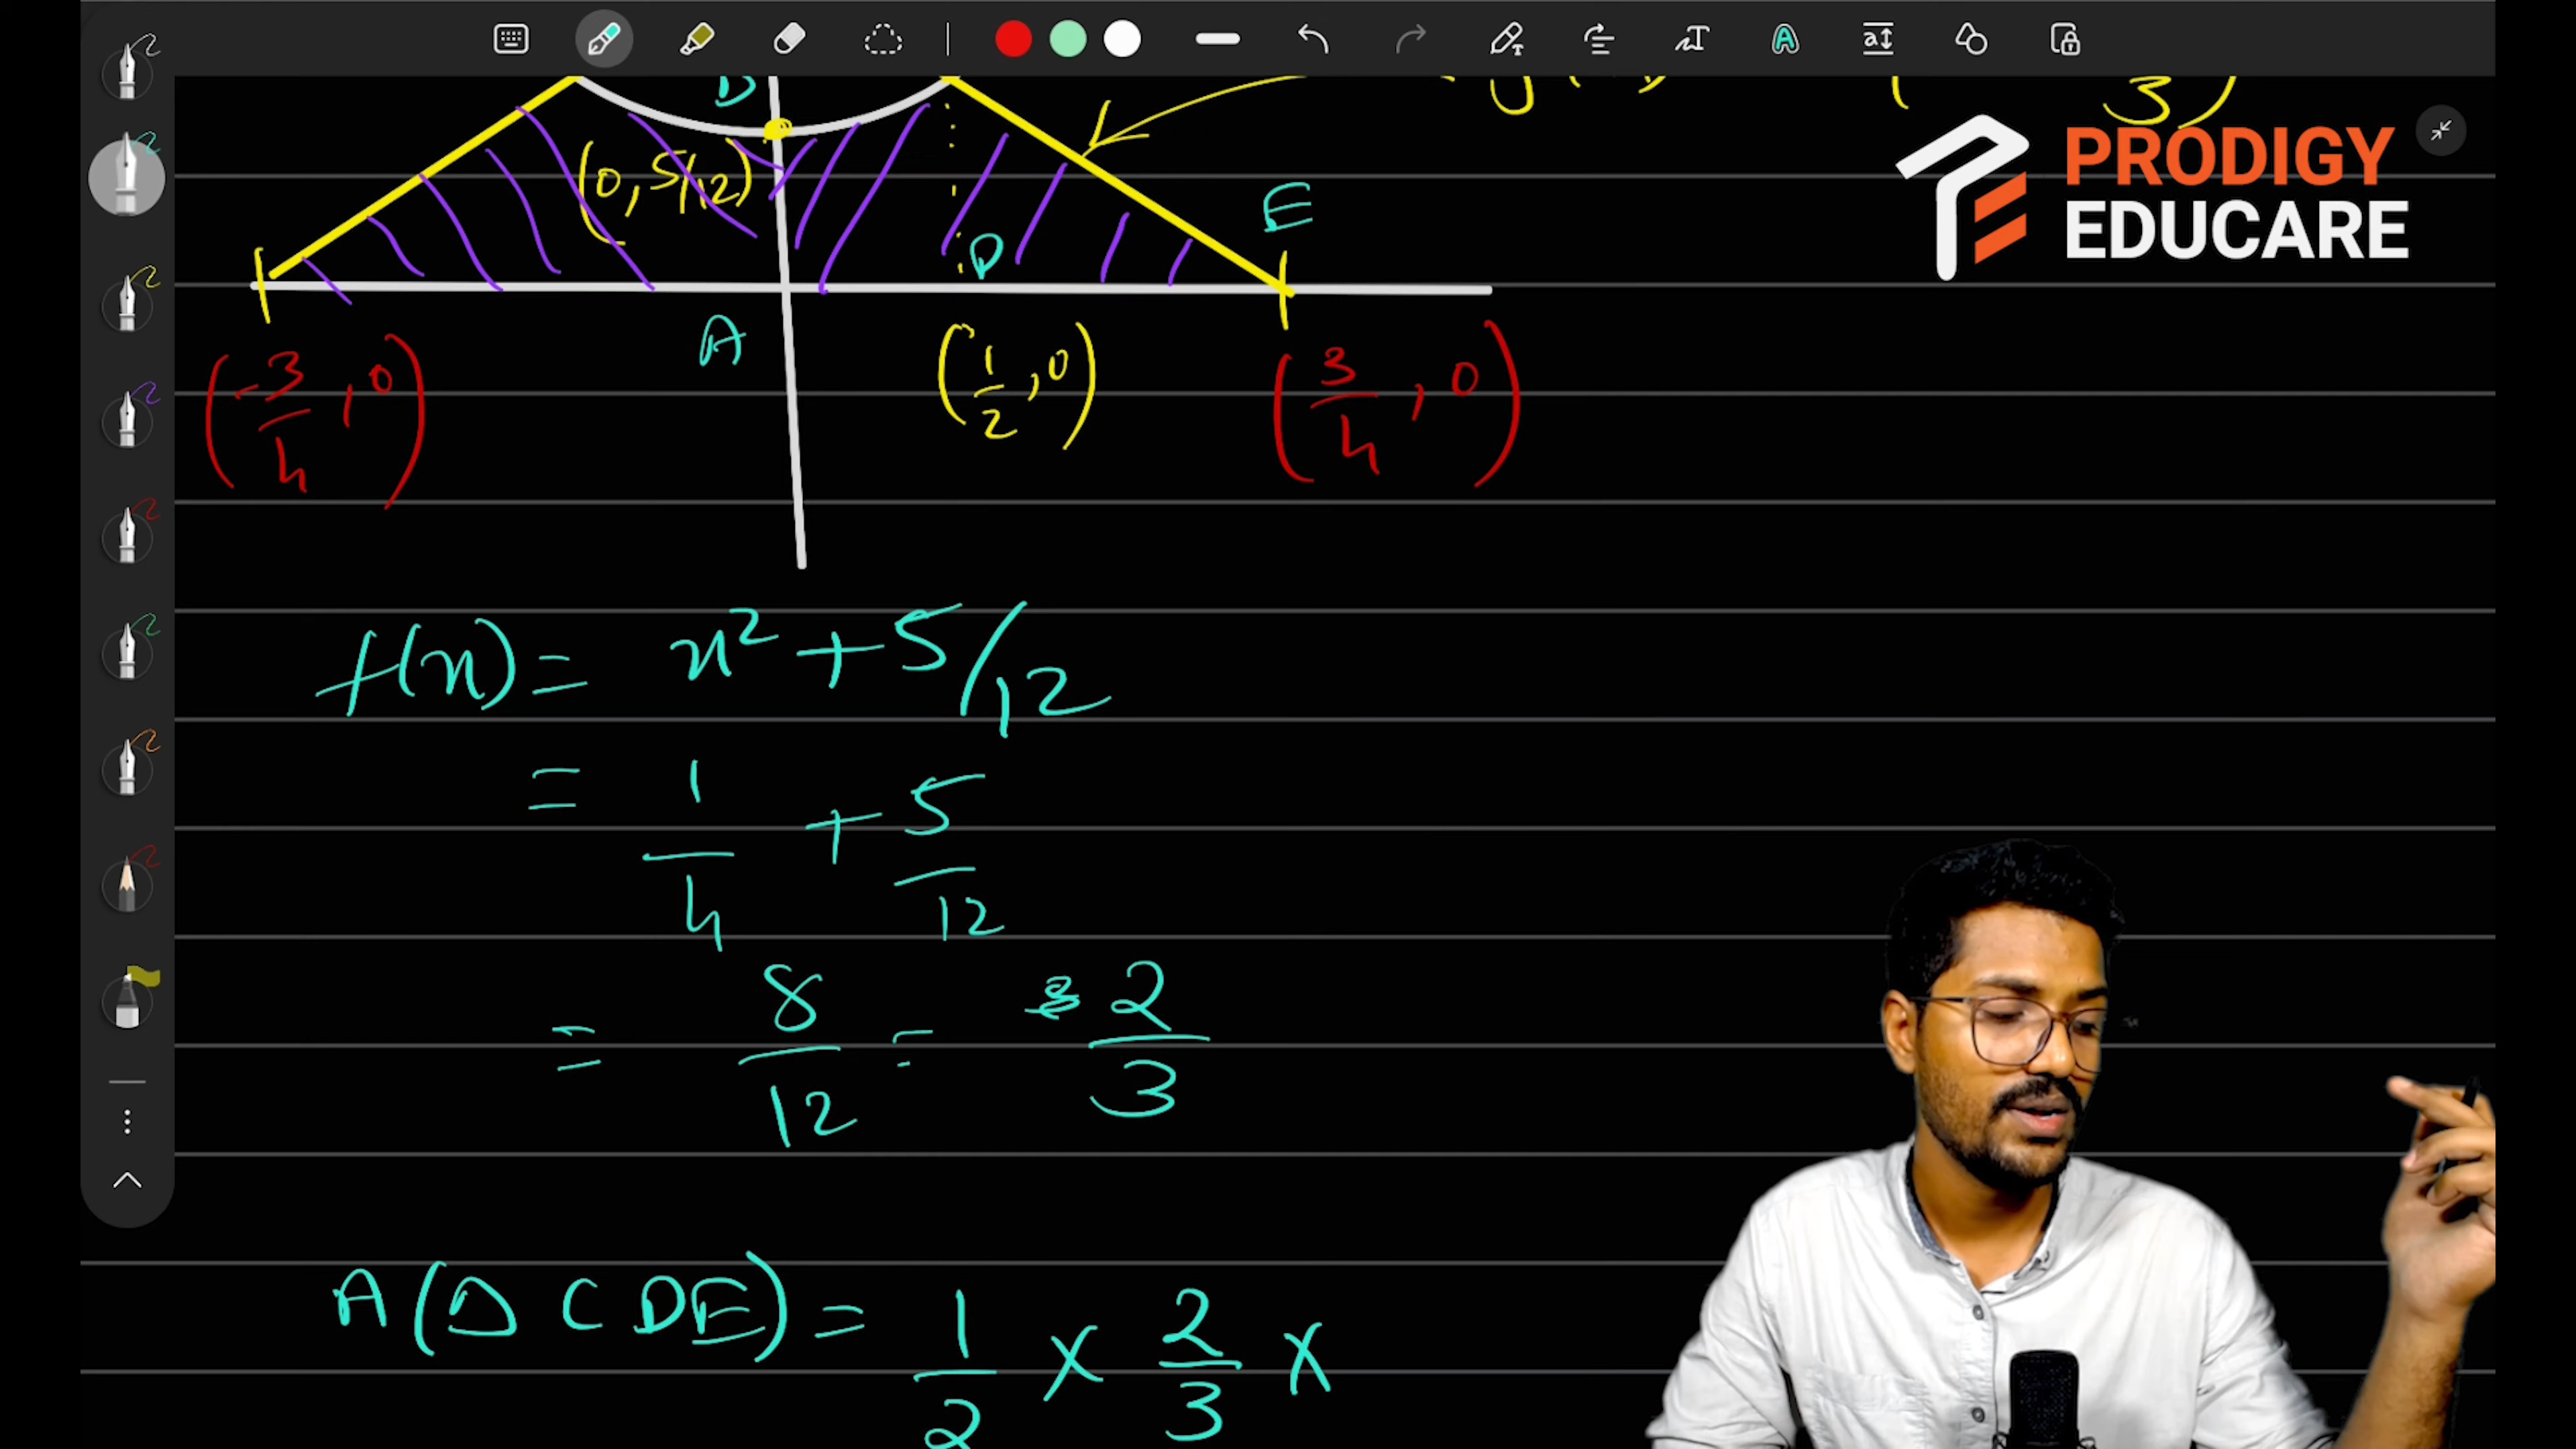 B
3)
PRODIGY
EDUCARE
(0, 5/12)
E
D
A
(-3/4, 0)
(1/2, 0)
(3/4, 0)
f(x) = x² + 5/12
= 1/4 + 5/12
= 8/12 = 2/3
A(Δ CDE) = 1/2 × 2/3 ×